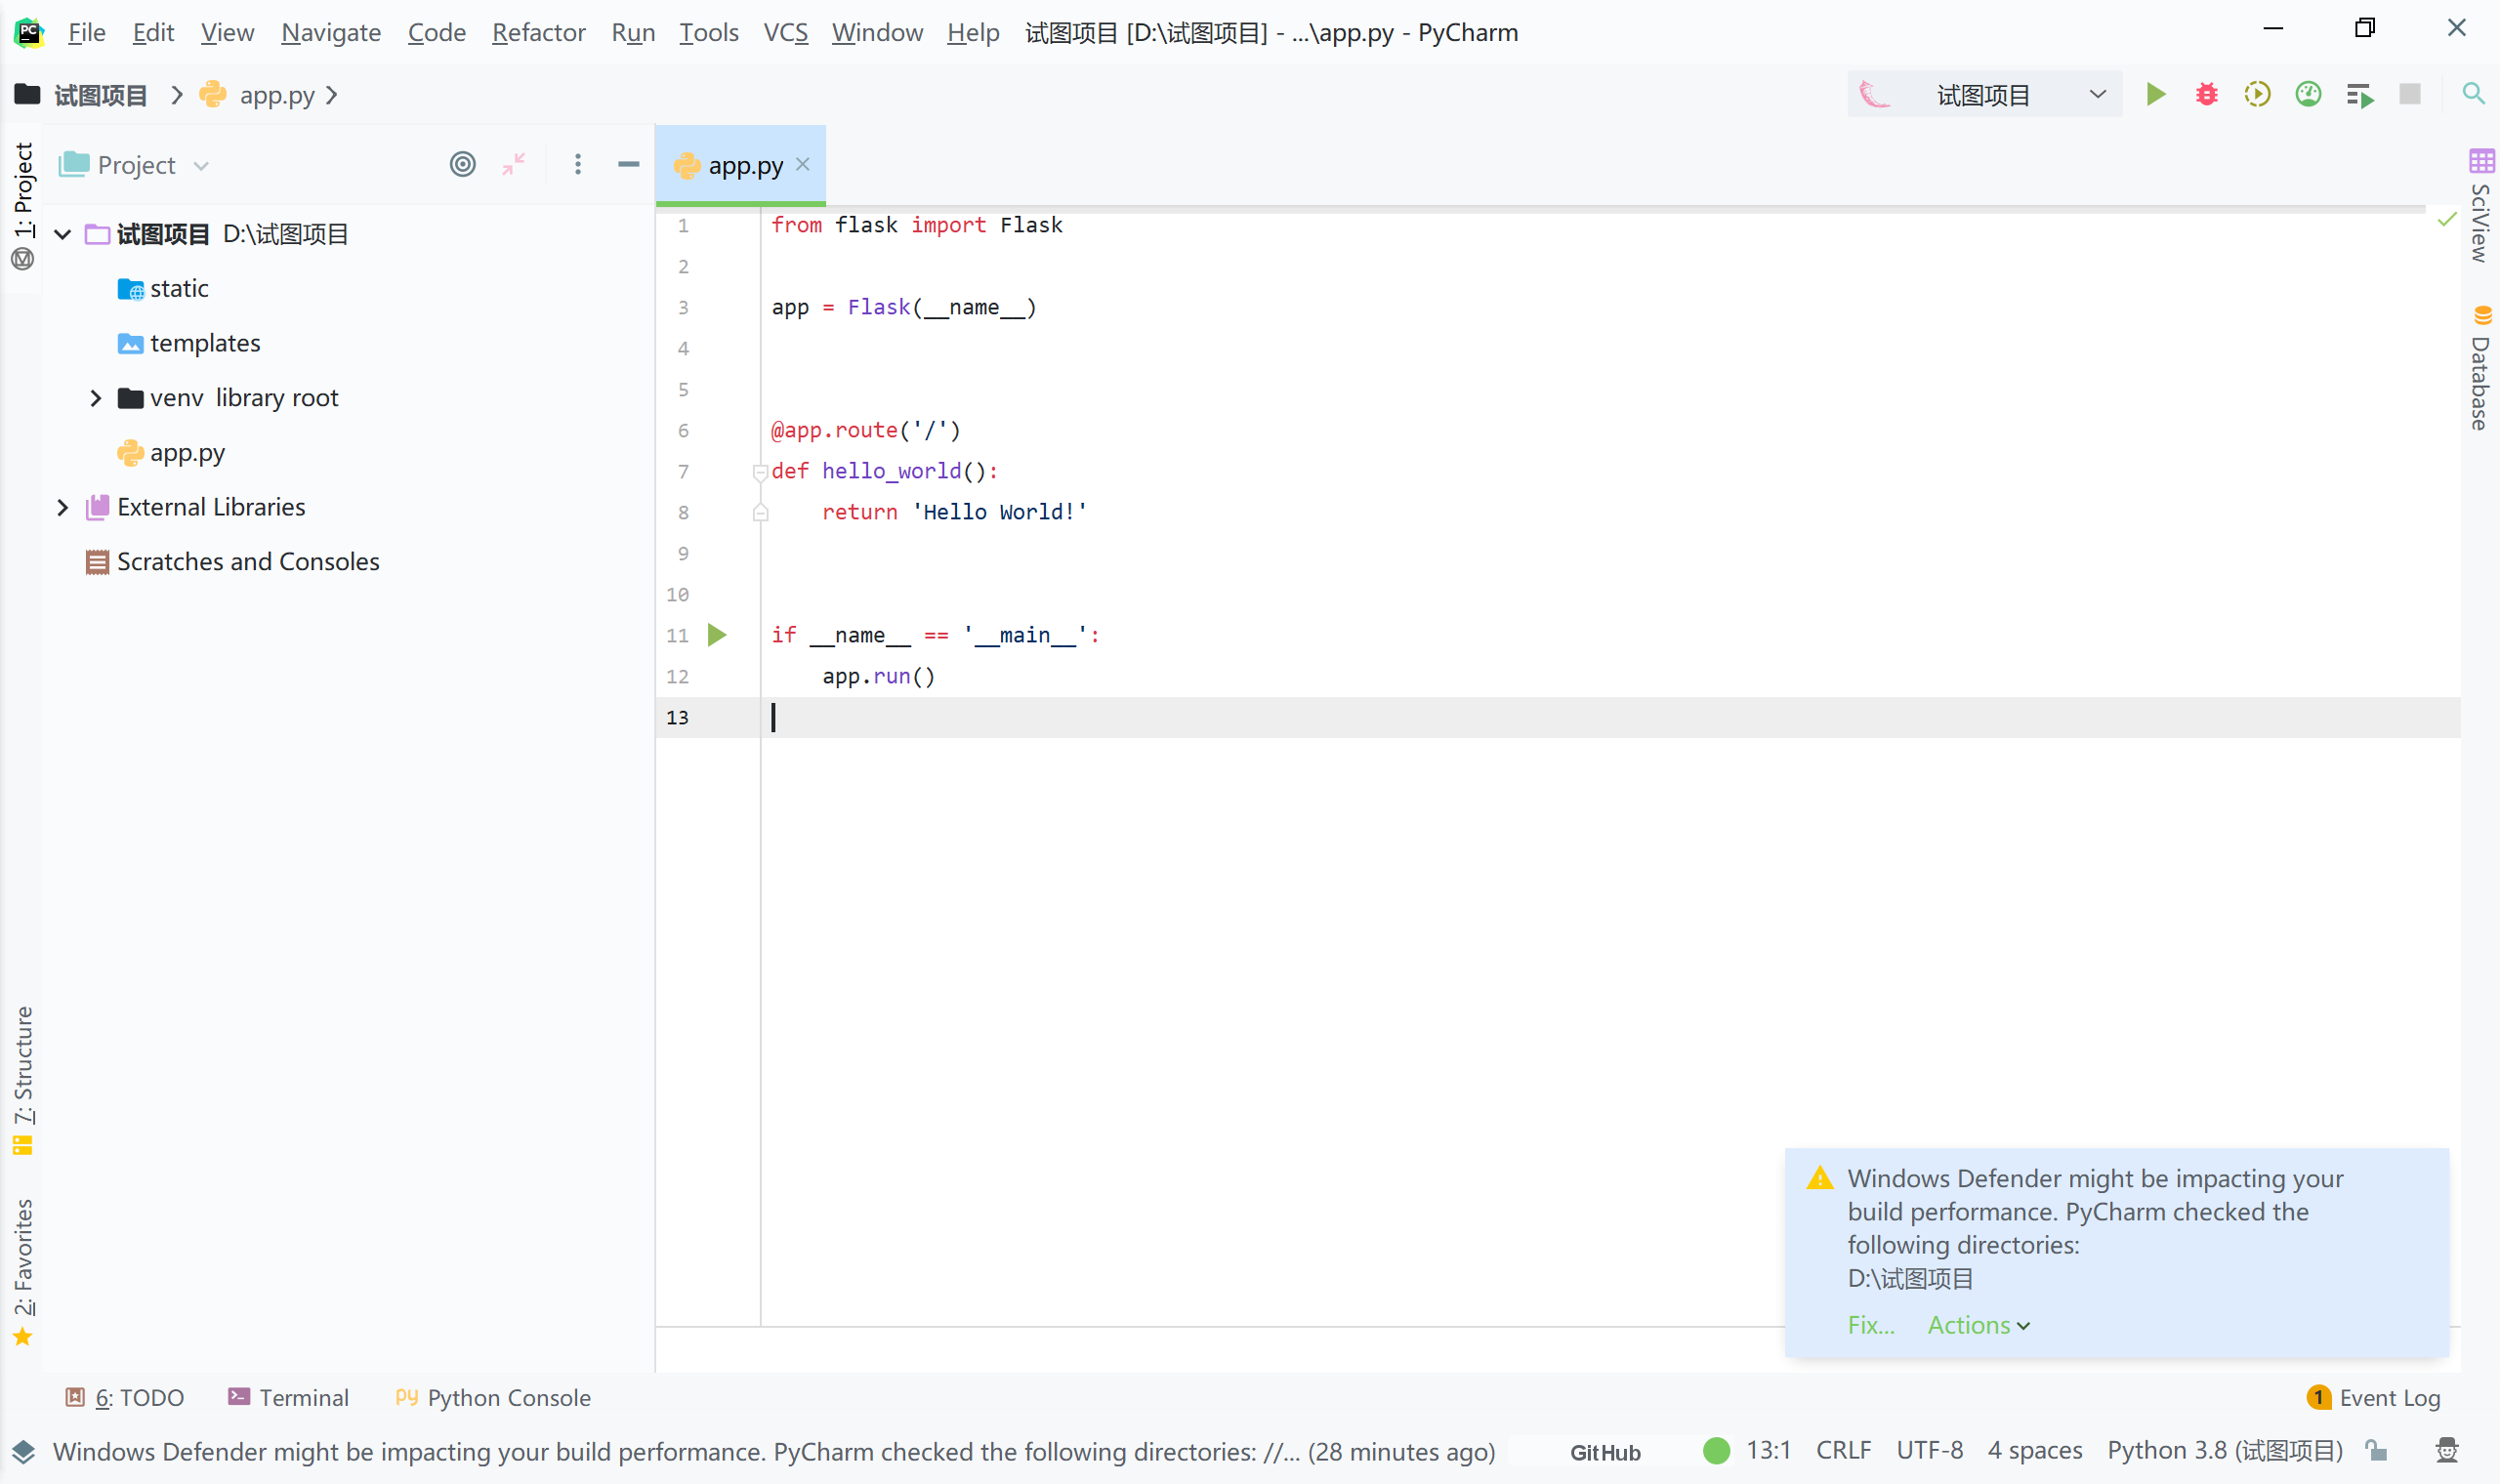 File Edit View Navigate Code Refactor Run Tools VCS Window Help 试图项目 [D:\试图项目] - ...\app.py - PyCharm
试图项目 app.py 试图项目
1: Project
Project
试图项目 D:\试图项目
static
templates
venv library root
app.py
External Libraries
Scratches and Consoles
7: Structure
2: Favorites
app.py
1 from flask import Flask
2
3 app = Flask(__name__)
4
5
6 @app.route('/')
7 def hello_world():
8     return 'Hello World!'
9
10
11 if __name__ == '__main__':
12     app.run()
13
SciView
Database
Windows Defender might be impacting your
build performance. PyCharm checked the
following directories:
D:\试图项目
Fix... Actions
6: TODO Terminal Python Console 1 Event Log
Windows Defender might be impacting your build performance. PyCharm checked the following directories: //... (28 minutes ago) GitHub 13:1 CRLF UTF-8 4 spaces Python 3.8 (试图项目)